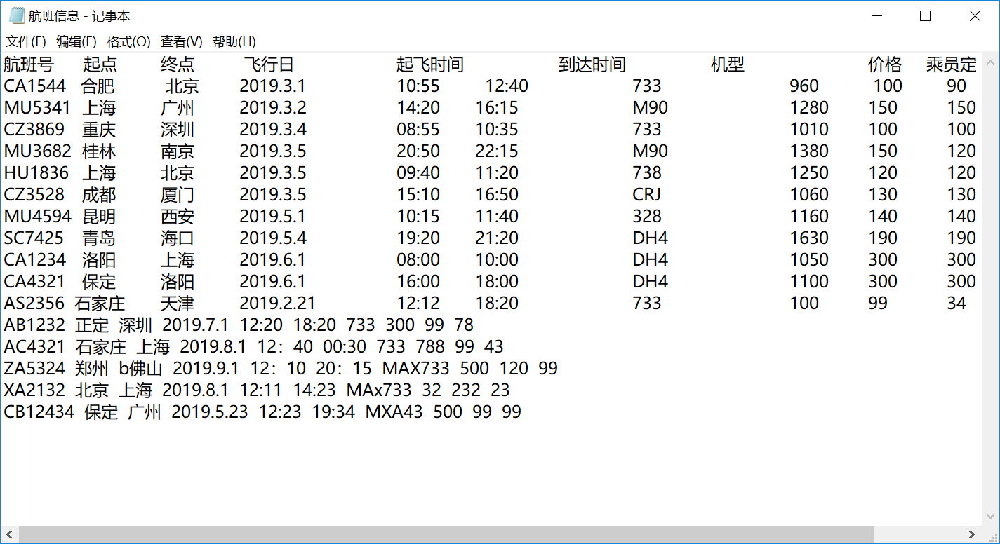 航班信息 - 记事本
文件(F) 编辑(E) 格式(O) 查看(V) 帮助(H)
航班号 起点 终点 飞行日 起飞时间 到达时间 机型 价格 乘员定
CA1544 合肥 北京 2019.3.1 10:55 12:40 733 960 100 90
MU5341 上海 广州 2019.3.2 14:20 16:15 M90 1280 150 150
CZ3869 重庆 深圳 2019.3.4 08:55 10:35 733 1010 100 100
MU3682 桂林 南京 2019.3.5 20:50 22:15 M90 1380 150 120
HU1836 上海 北京 2019.3.5 09:40 11:20 738 1250 120 120
CZ3528 成都 厦门 2019.3.5 15:10 16:50 CRJ 1060 130 130
MU4594 昆明 西安 2019.5.1 10:15 11:40 328 1160 140 140
SC7425 青岛 海口 2019.5.4 19:20 21:20 DH4 1630 190 190
CA1234 洛阳 上海 2019.6.1 08:00 10:00 DH4 1050 300 300
CA4321 保定 洛阳 2019.6.1 16:00 18:00 DH4 1100 300 300
AS2356 石家庄 天津 2019.2.21 12:12 18:20 733 100 99 34
AB1232 正定 深圳 2019.7.1 12:20 18:20 733 300 99 78
AC4321 石家庄 上海 2019.8.1 12：40 00:30 733 788 99 43
ZA5324 郑州 b佛山 2019.9.1 12：10 20：15 MAX733 500 120 99
XA2132 北京 上海 2019.8.1 12:11 14:23 MAx733 32 232 23
CB12434 保定 广州 2019.5.23 12:23 19:34 MXA43 500 99 99